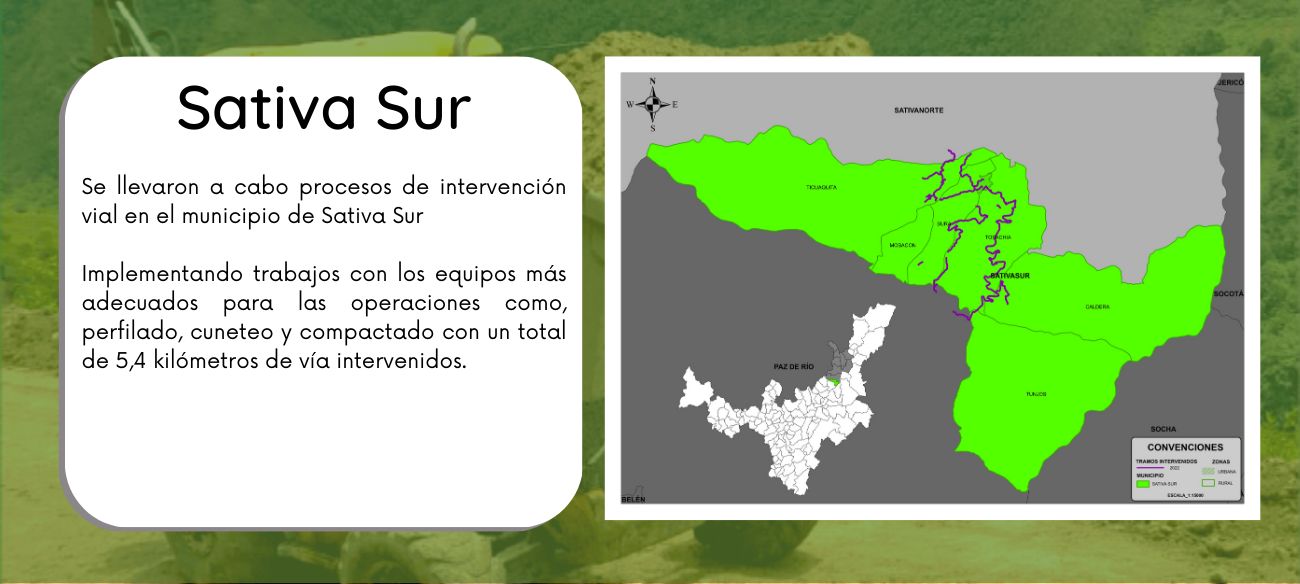 Sativa Sur
Se llevaron a cabo procesos de intervención
vial en el municipio de Sativa Sur
Implementando trabajos con los equipos más
adecuados para las operaciones como,
perfilado, cuneteo y compactado con un total
de 5,4 kilómetros de vía intervenidos.
N
W E
S
JERICÓ
SATIVANORTE
TICUAQUITA
MOSACON
TOBACHIA
SATIVASUR
SOCOTÁ
CALDERA
PAZ DE RÍO
TUNJOS
SOCHA
BELÉN
CONVENCIONES
TRAMOS INTERVENIDOS
2022
MUNICIPIO
SATIVA SUR
ZONAS
URBANA
RURAL
ESCALA_1:15000